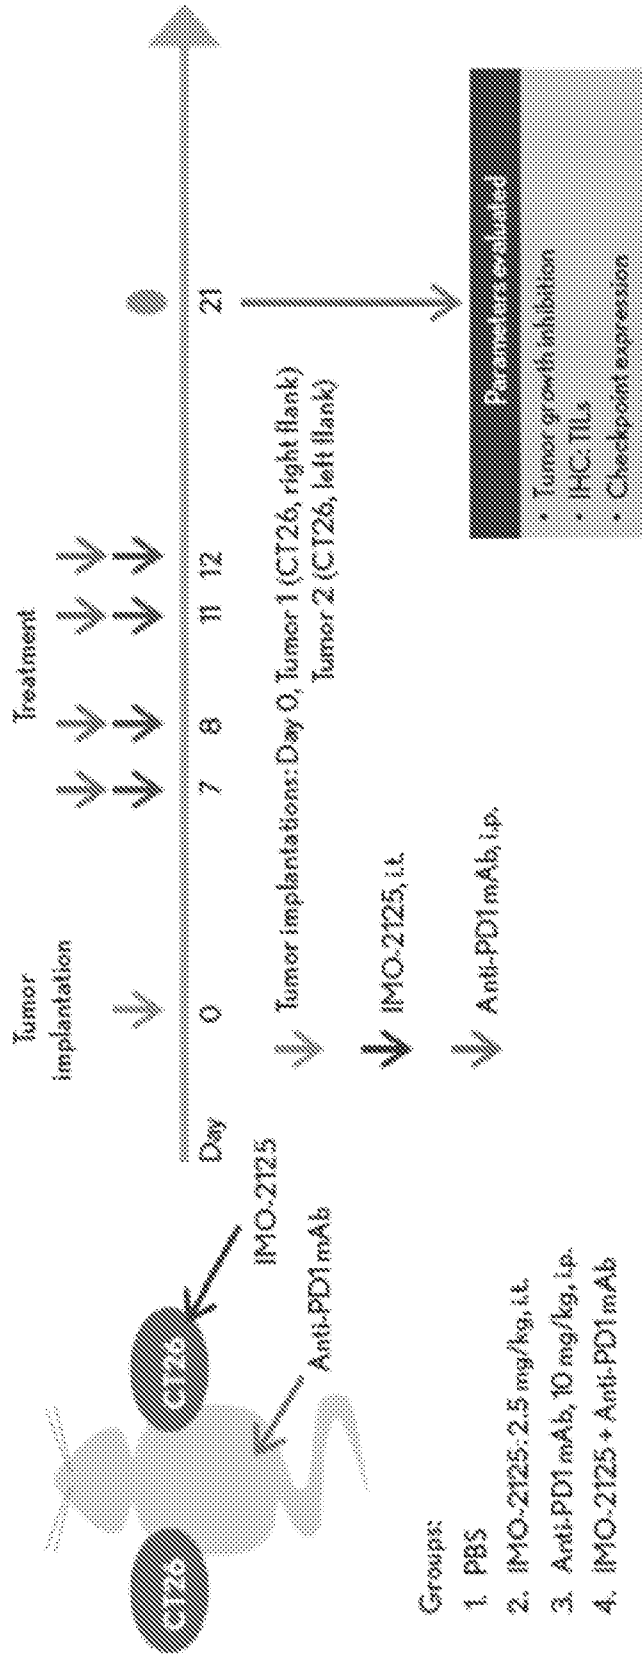 CT26
CT26
IMO-2125
Anti-PD1 mAb
Groups:
1. PBS
2. IMO-2125: 2.5 mg/kg, i.t.
3. Anti-PD1 mAb, 10 mg/kg, i.p.
4. IMO-2125 + Anti-PD1 mAb
Tumor
implantation
Treatment
Day
0
7
8
11
12
21
Tumor implantations: Day 0, Tumor 1 (CT26, right flank)
Tumor 2 (CT26, left flank)
IMO-2125, i.t.
Anti-PD1 mAb, i.p.
Parameters evaluated
• Tumor growth inhibition
• IHC: TILs
• Checkpoint expression